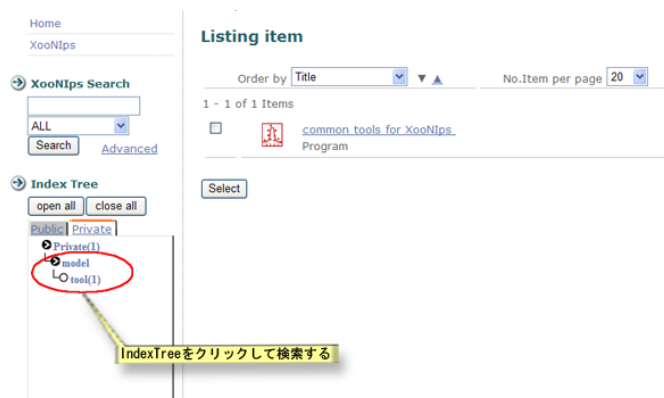 Home
XooNIps
XooNIps Search
ALL
Search Advanced
Index Tree
open all close all
Public Private
Private(1)
model
tool(1)
IndexTreeをクリックして検索する
Listing item
Order by Title ▼ ▲ No.Item per page 20
1 - 1 of 1 Items
common tools for XooNIps
Program
Select